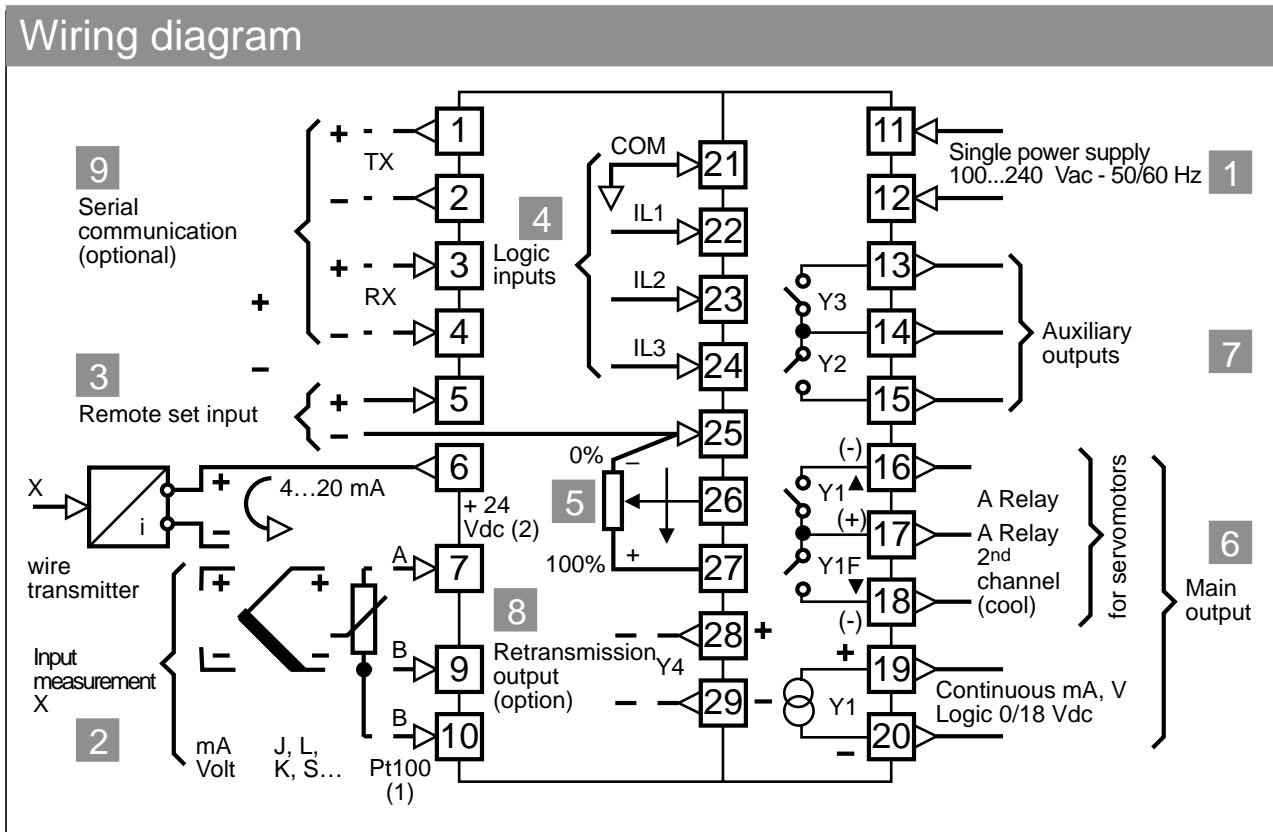 Wiring diagram
9
Serial
communication
(optional)
+
TX
−
+
RX
−
+
−
1
2
3
4
3
Remote set input
+
−
5
6
X
i
+
−
4…20 mA
+ 24
Vdc (2)
wire
transmitter
Input
measurement
X
2
+
−
mA
Volt
+
−
J, L,
K, S…
Pt100
(1)
A
B
B
7
9
10
4
Logic
inputs
COM
IL1
IL2
IL3
21
22
23
24
25
5
0%
−
100%
+
26
27
8
Retransmission
output
(option)
−
Y4
−
28
+
29
−
11
12
Single power supply
100...240 Vac - 50/60 Hz
1
13
14
15
Y3
Y2
Auxiliary
outputs
7
(-)
Y1
(+)
Y1F
(-)
16
17
18
A Relay
A Relay
2nd
channel
(cool)
for servomotors
6
Main
output
+
Y1
−
19
20
Continuous mA, V
Logic 0/18 Vdc